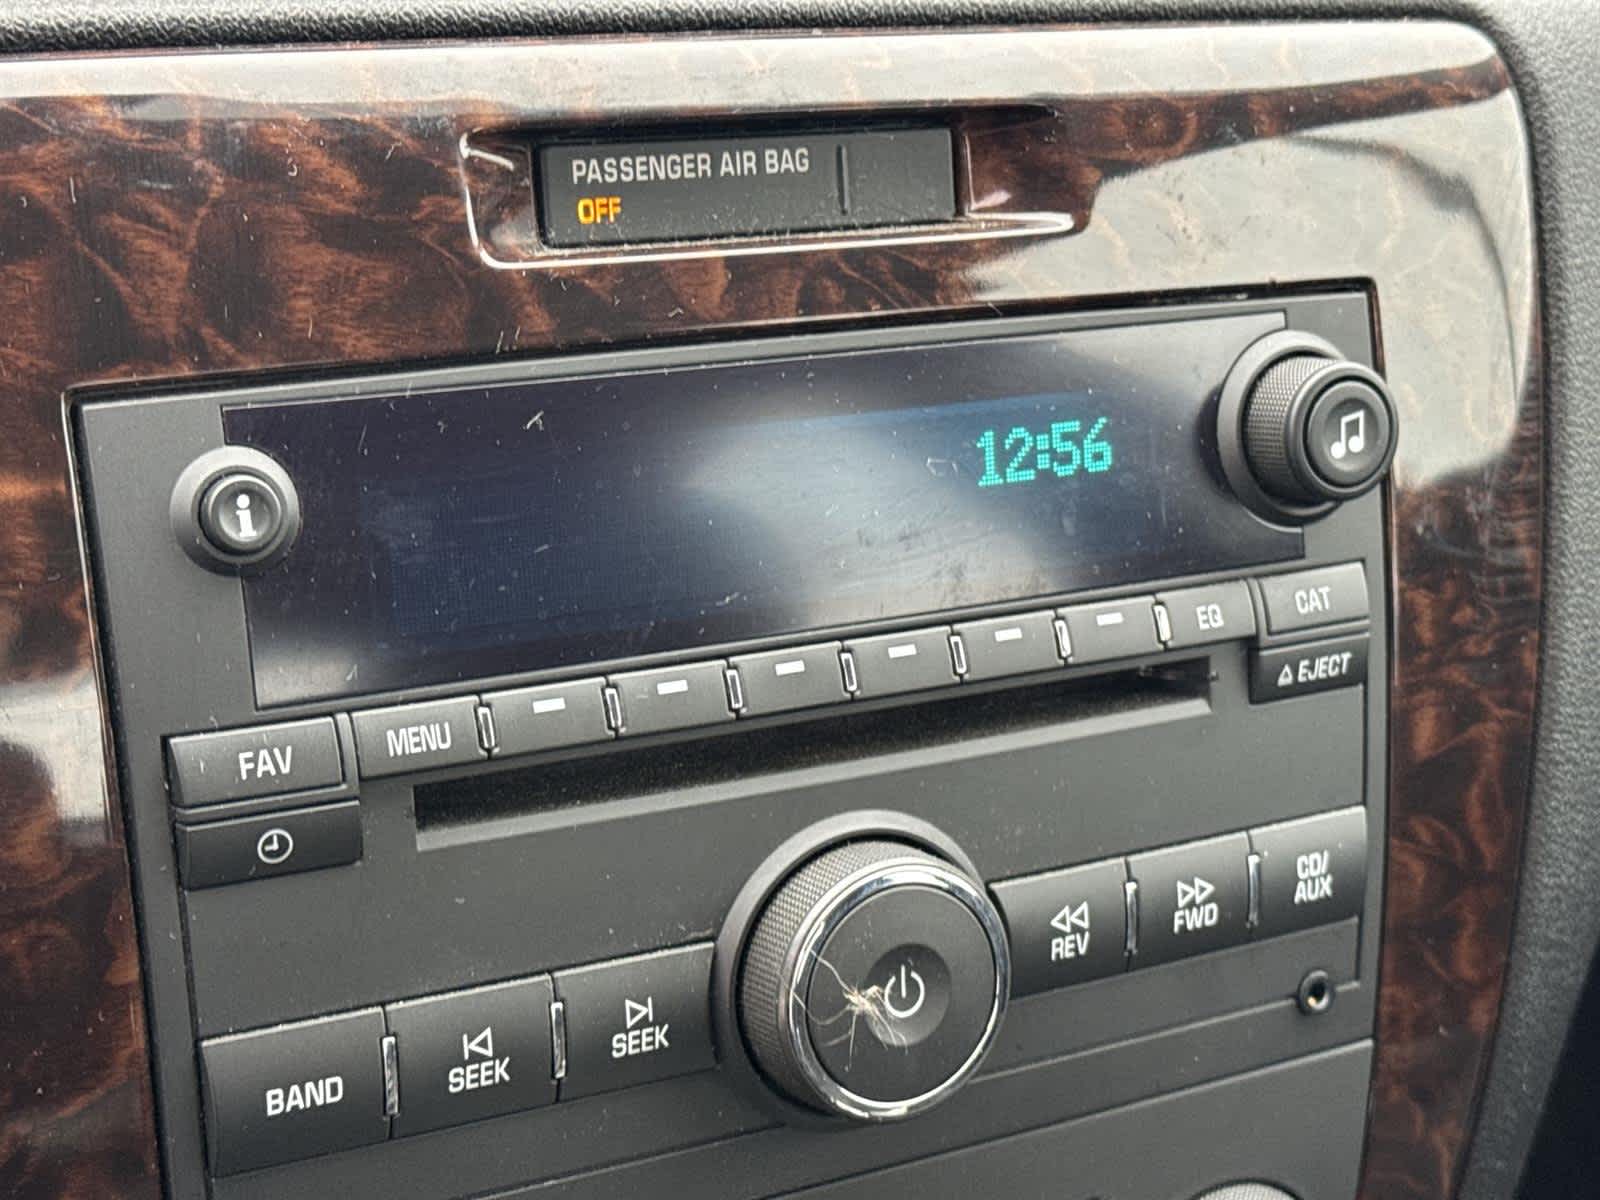 PASSENGER AIR BAG
OFF
12:56
i
EQ
CAT
MENU
EJECT
FAV
REV
FWD
CD/
AUX
BAND
SEEK
SEEK